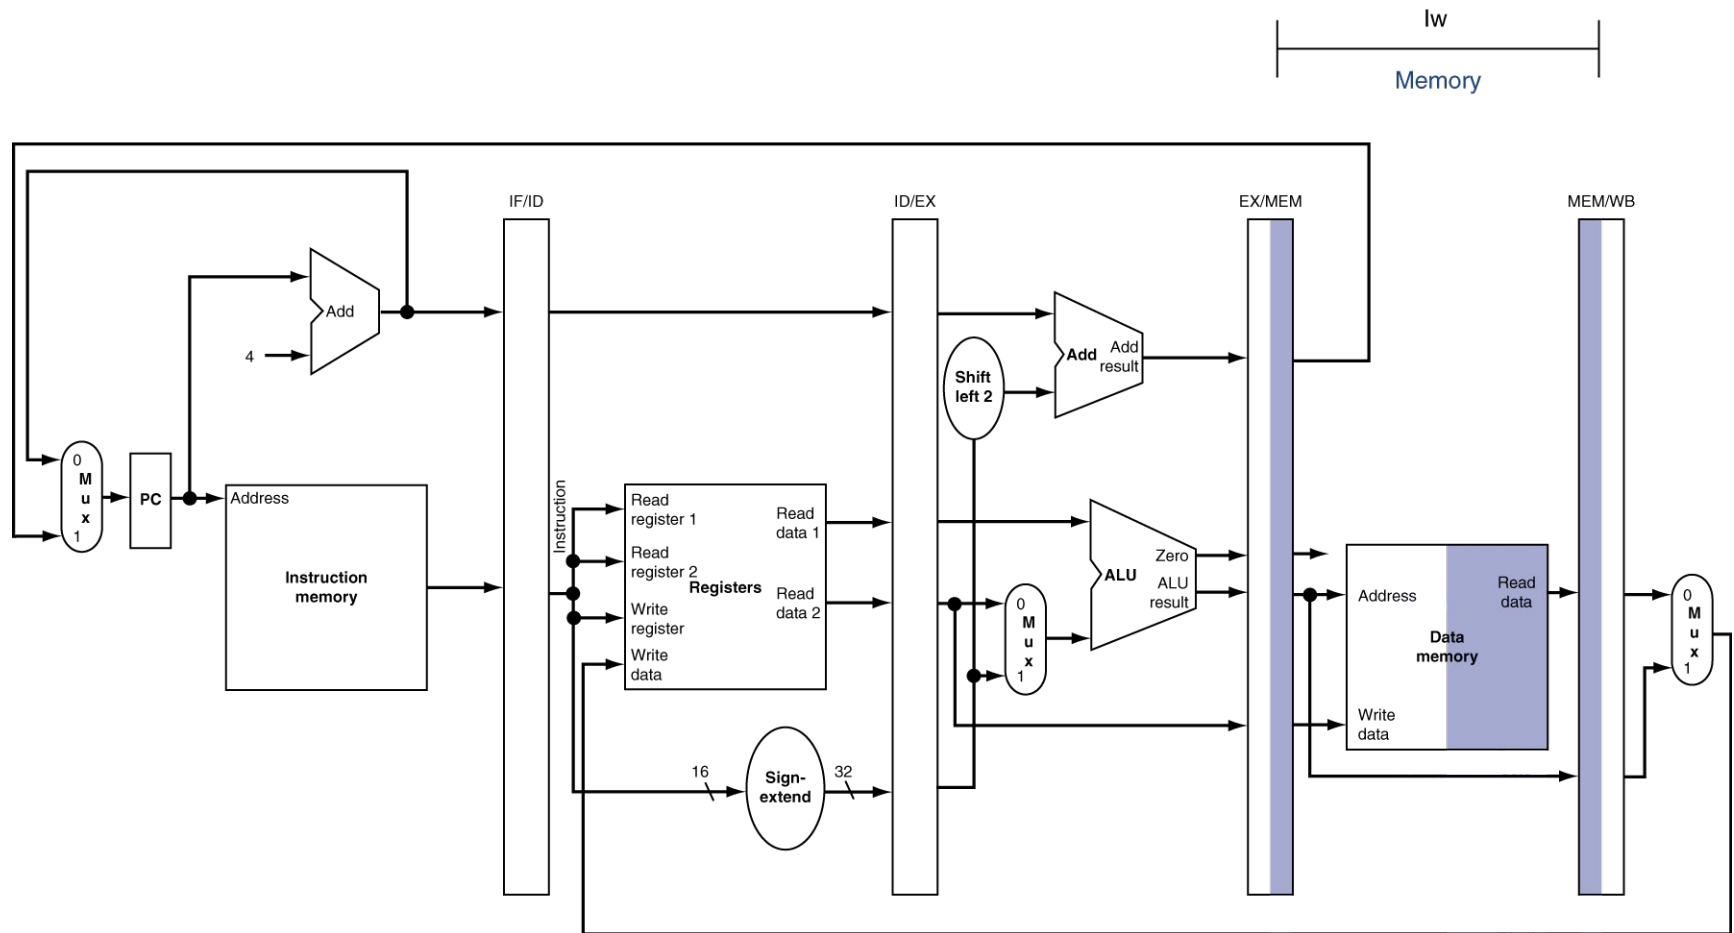 lw
Memory
IF/ID
ID/EX
EX/MEM
MEM/WB
Add
4
Add
Add
result
Shift
left 2
0
M
u
x
1
PC
Address
Instruction
memory
Instruction
Read
register 1
Read
register 2
Write
register
Write
data
Registers
Read
data 1
Read
data 2
16
Sign-
extend
32
0
M
u
x
1
ALU
Zero
ALU
result
Address
Read
data
Data
memory
Write
data
0
M
u
x
1